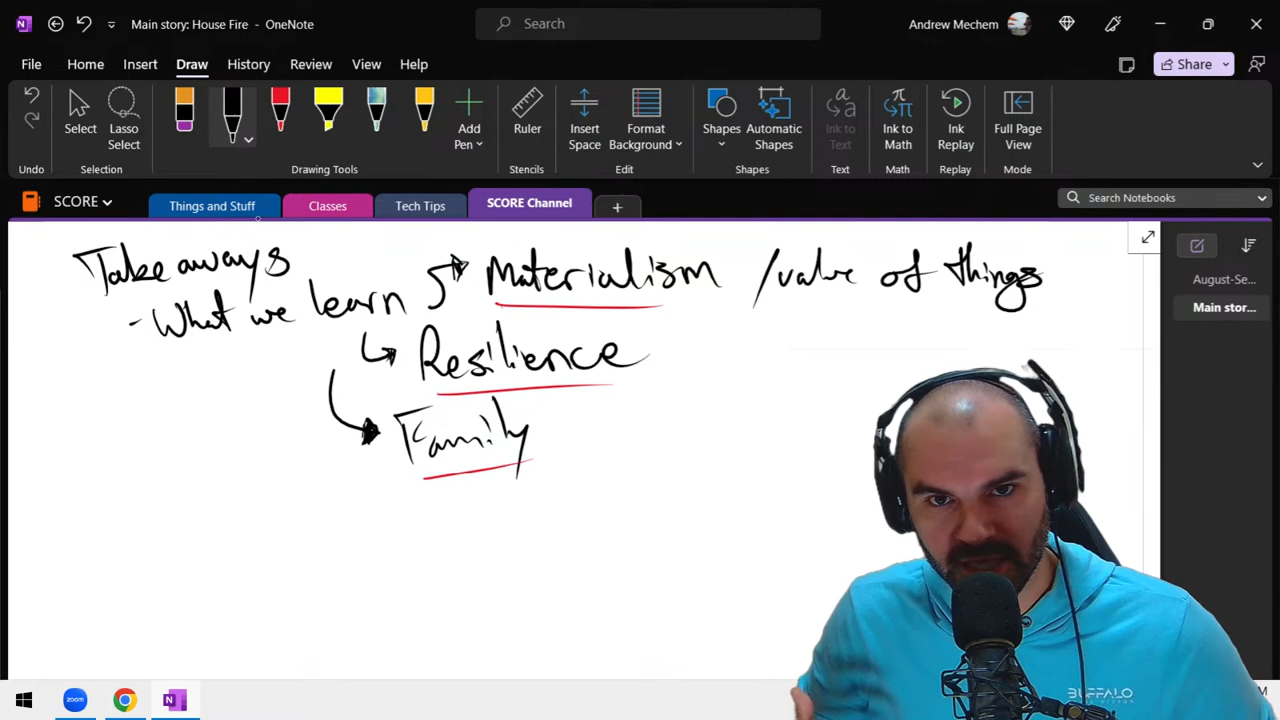 Main story: House Fire - OneNote
Search
Andrew Mechem
File Home Insert Draw History Review View Help
Share
Undo
Select
Lasso Select
Selection
Drawing Tools
Add Pen
Ruler
Stencils
Insert Space
Format Background
Edit
Shapes
Automatic Shapes
Shapes
Ink to Text
Text
Ink to Math
Math
Ink Replay
Replay
Full Page View
Mode
SCORE
Things and Stuff
Classes
Tech Tips
SCORE Channel
+
Search Notebooks
August-Se...
Main stor...
Take aways
- What we learn
Materialism /value of things
Resilience
Family
zoom
BUFFALO